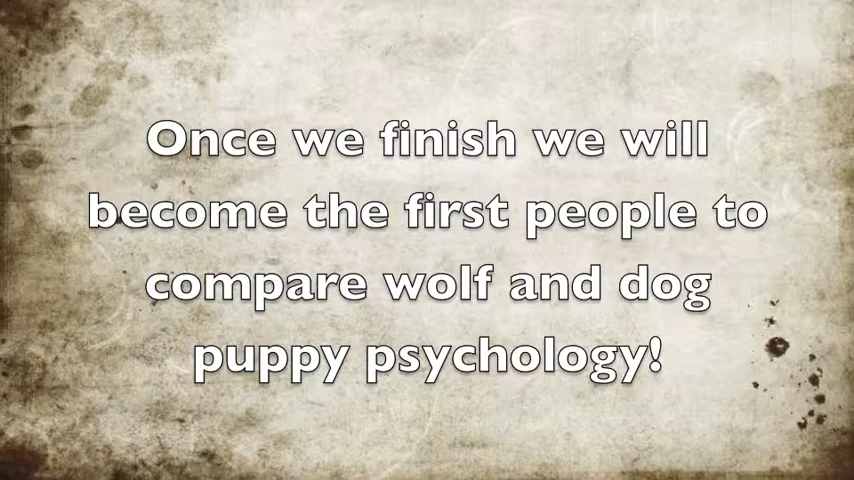 Once we finish we will
become the first people to
compare wolf and dog
puppy psychology!